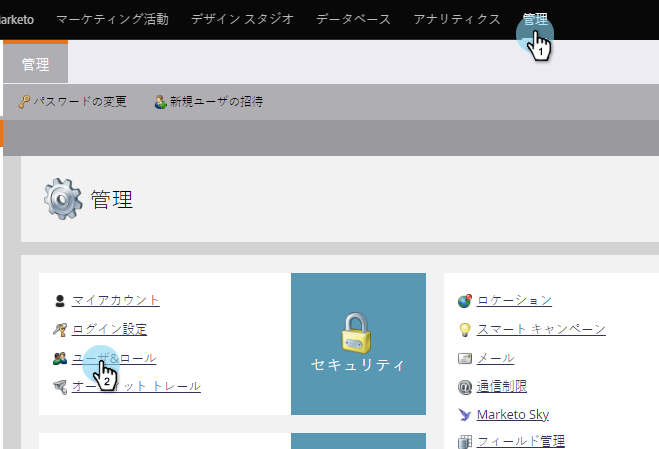 arketo マーケティング活動 デザイン スタジオ データベース アナリティクス 管理
1
管理
パスワードの変更 新規ユーザの招待
管理
マイアカウント
ログイン設定
ユーザ&ロール
2
オーディット トレール
セキュリティ
ロケーション
スマート キャンペーン
メール
通信制限
Marketo Sky
フィールド管理